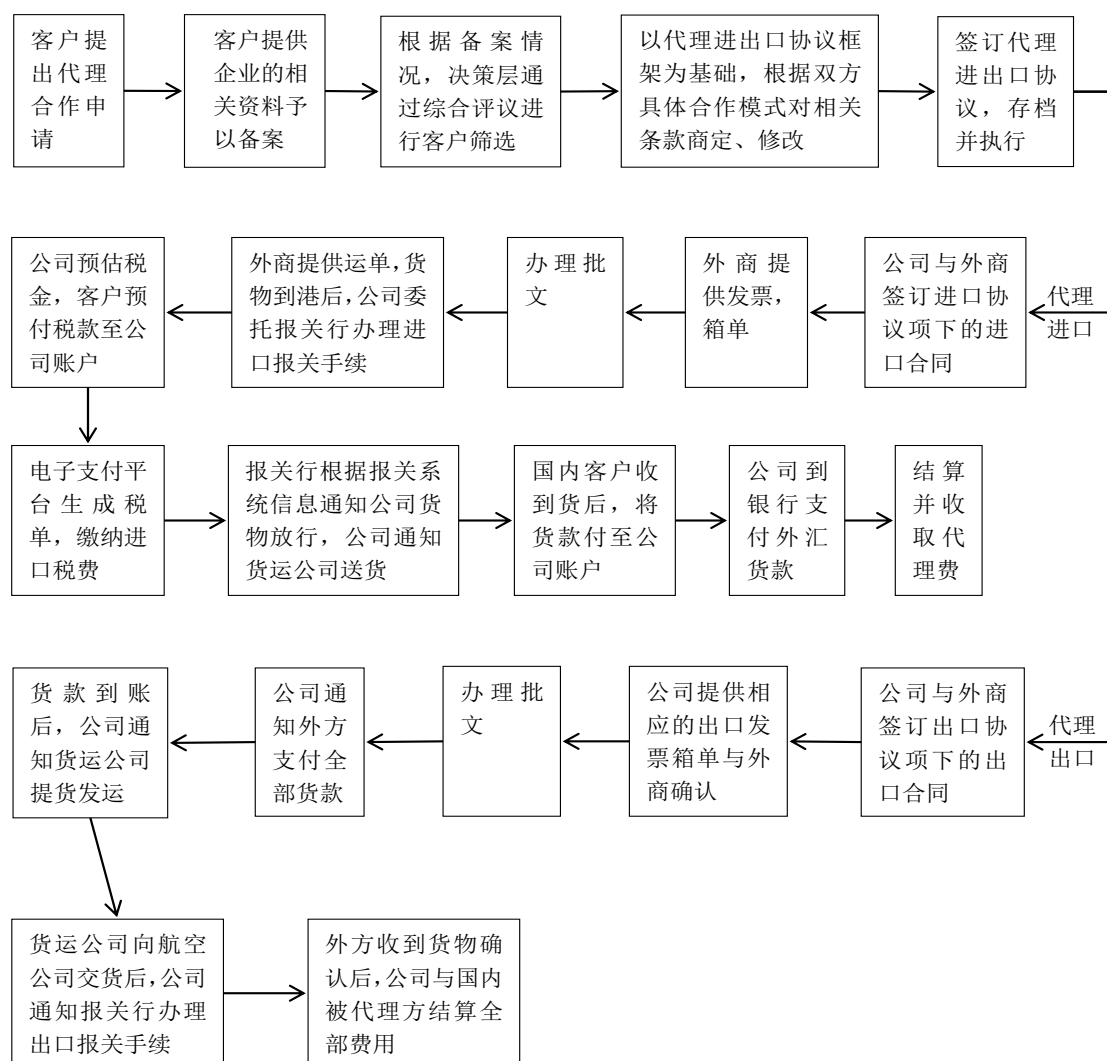 客户提
出代理
合作申
请
客户提供
企业的相
关资料予
以备案
根据备案情
况，决策层通
过综合评议进
行客户筛选
以代理进出口协议框
架为基础，根据双方
具体合作模式对相关
条款商定、修改
签订代理
进出口协
议，存档
并执行
代理
进口
公司与外商
签订进口协
议项下的进
口合同
外商提
供发票，
箱单
办理批
文
外商提供运单，货
物到港后，公司委
托报关行办理进
口报关手续
公司预估税
金，客户预
付税款至公
司账户
电子支付平
台生成税
单，缴纳进
口税费
报关行根据报关系
统信息通知公司货
物放行，公司通知
货运公司送货
国内客户收
到货后，将
货款付至公
司账户
公司到
银行支
付外汇
货款
结算
并收
取代
理费
代理
出口
公司与外商
签订出口协
议项下的出
口合同
公司提供相
应的出口发
票箱单与外
商确认
办理批
文
公司通
知外方
支付全
部货款
货款到账
后，公司通
知货运公司
提货发运
货运公司向航空
公司交货后，公司
通知报关行办理
出口报关手续
外方收到货物确
认后，公司与国内
被代理方结算全
部费用